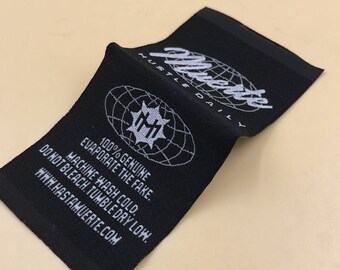 Muerte
HUSTLE DAILY
100% GENUINE
EVAPORATE THE FAKE.
MACHINE WASH COLD.
DO NOT BLEACH. TUMBLE DRY LOW.
WWW.HASTAMUERTE.COM